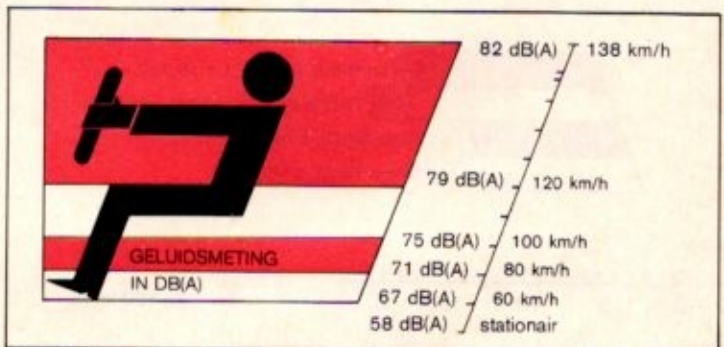 82 dB(A) 138 km/h
79 dB(A) 120 km/h
75 dB(A) 100 km/h
GELUIDSMETING
71 dB(A) 80 km/h
IN DB(A)
67 dB(A) 60 km/h
58 dB(A) stationair